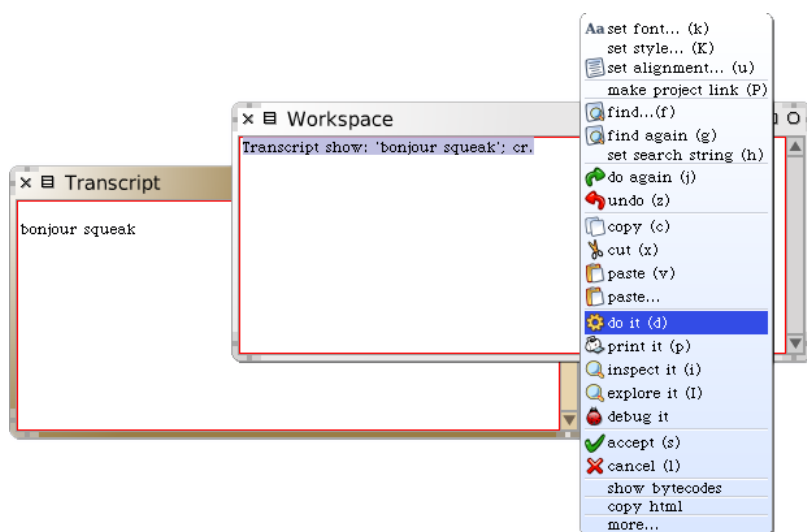 Transcript
bonjour squeak
Workspace
Transcript show: 'bonjour squeak'; cr.
Aa set font... (k)
set style... (K)
set alignment... (u)
make project link (P)
find...(f)
find again (g)
set search string (h)
do again (j)
undo (z)
copy (c)
cut (x)
paste (v)
paste...
do it (d)
print it (p)
inspect it (i)
explore it (I)
debug it
accept (s)
cancel (l)
show bytecodes
copy html
more...